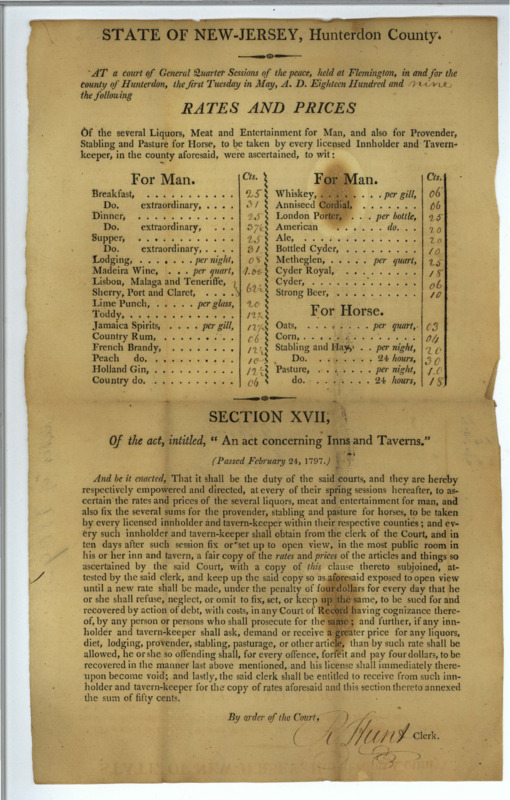 STATE OF NEW-JERSEY, Hunterdon County.
AT a court of General Quarter Sessions of the peace, held at Flemington, in and for the
county of Hunterdon, the first Tuesday in May, A. D. Eighteen Hundred and nine
the following
RATES AND PRICES
Of the several Liquors, Meat and Entertainment for Man, and also for Provender,
Stabling and Pasture for Horse, to be taken by every licensed Innholder and Tavern-
keeper, in the county aforesaid, were ascertained, to wit:
For Man. Cts.
Breakfast, 25
Do. extraordinary, 31
Dinner, 25
Do. extraordinary, 37½
Supper, 25
Do. extraordinary, 31
Lodging, per night, 08
Madeira Wine, per quart, 1.00
Lisbon, Malaga and Teneriffe,
Sherry, Port and Claret, 62½
Lime Punch, per glass, 20
Toddy, 12½
Jamaica Spirits, per gill, 12½
Country Rum, 06
French Brandy, 12½
Peach do. 10
Holland Gin, 12½
Country do. 06
For Man. Cts.
Whiskey, per gill, 06
Anniseed Cordial, 06
London Porter, per bottle, 25
American do. 20
Ale, 20
Bottled Cyder, 10
Metheglen, per quart, 25
Cyder Royal, 18
Cyder, 06
Strong Beer, 10
For Horse.
Oats, per quart, 03
Corn, 04
Stabling and Hay, per night, 20
Do. 24 hours, 30
Pasture, per night, 10
do. 24 hours, 18
SECTION XVII,
Of the act, intitled, “ An act concerning Inns and Taverns.”
(Passed February 24, 1797.)
And be it enacted, That it shall be the duty of the said courts, and they are hereby
respectively empowered and directed, at every of their spring sessions hereafter, to as-
certain the rates and prices of the several liquors, meat and entertainment for man, and
also fix the several sums for the provender, stabling and pasture for horses, to be taken
by every licensed innholder and tavern-keeper within their respective counties ; and ev-
ery such innholder and tavern-keeper shall obtain from the clerk of the Court, and in
ten days after such session fix or set up to open view, in the most public room in
his or her inn and tavern, a fair copy of the rates and prices of the articles and things so
ascertained by the said Court, with a copy of this clause thereto subjoined, at-
tested by the said clerk, and keep up the said copy so as aforesaid exposed to open view
until a new rate shall be made, under the penalty of four dollars for every day that he
or she shall refuse, neglect, or omit to fix, set, or keep up the same, to be sued for and
recovered by action of debt, with costs, in any Court of Record having cognizance there-
of, by any person or persons who shall prosecute for the same ; and further, if any inn-
holder and tavern-keeper shall ask, demand or receive a greater price for any liquors,
diet, lodging, provender, stabling, pasturage, or other article, than by such rate shall be
allowed, he or she so offending shall, for every offence, forfeit and pay four dollars, to be
recovered in the manner last above mentioned, and his license shall immediately there-
upon become void; and lastly, the said clerk shall be entitled to receive from such inn-
holder and tavern-keeper for the copy of rates aforesaid and this section thereto annexed
the sum of fifty cents.
By order of the Court,
R Hunt Clerk.